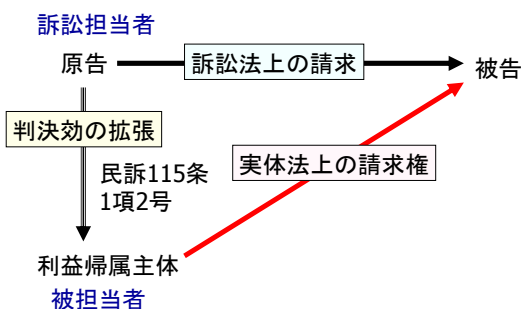 訴訟担当者
原告
訴訟法上の請求
被告
判決効の拡張
民訴115条
1項2号
実体法上の請求権
利益帰属主体
被担当者